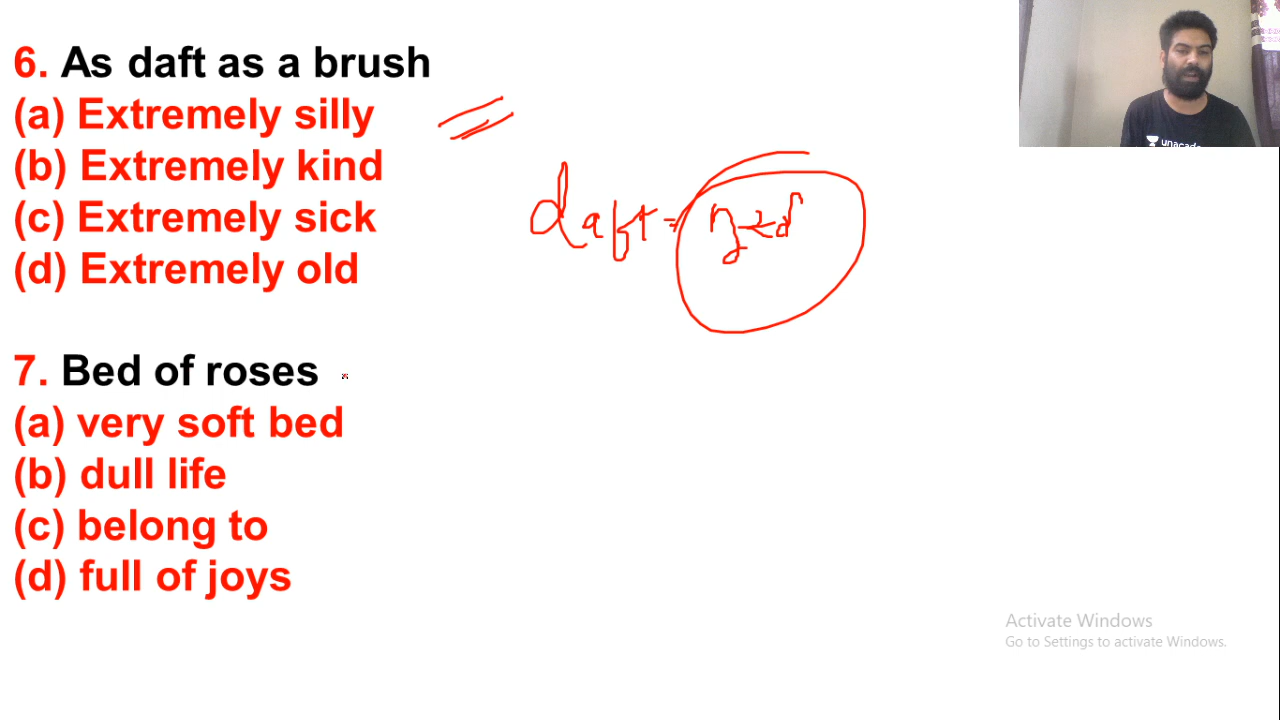 6. As daft as a brush
(a) Extremely silly
(b) Extremely kind
(c) Extremely sick
(d) Extremely old
daft =
7. Bed of roses
(a) very soft bed
(b) dull life
(c) belong to
(d) full of joys
Activate Windows
Go to Settings to activate Windows.